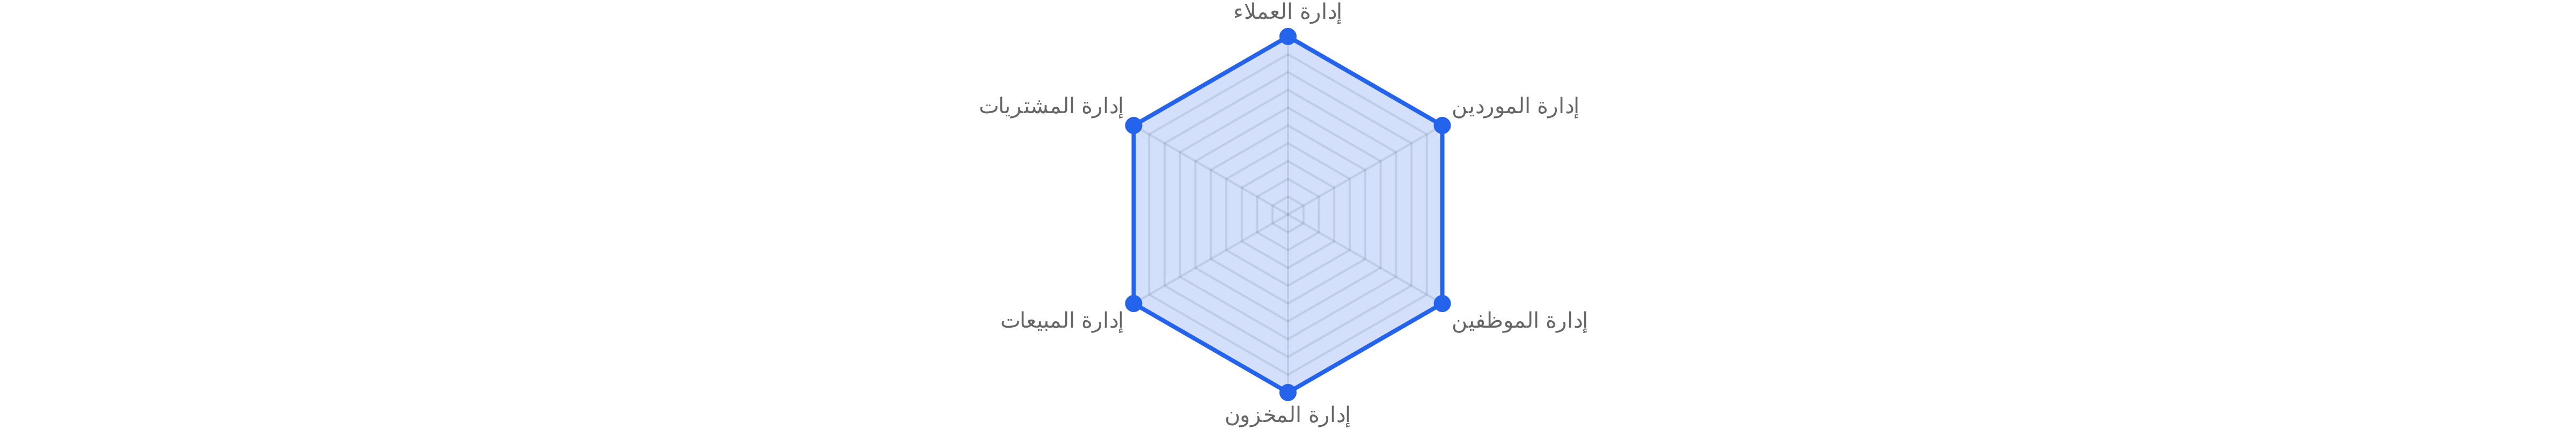 إدارة العملاء
إدارة الموردين
إدارة المشتريات
إدارة الموظفين
إدارة المبيعات
إدارة المخزون